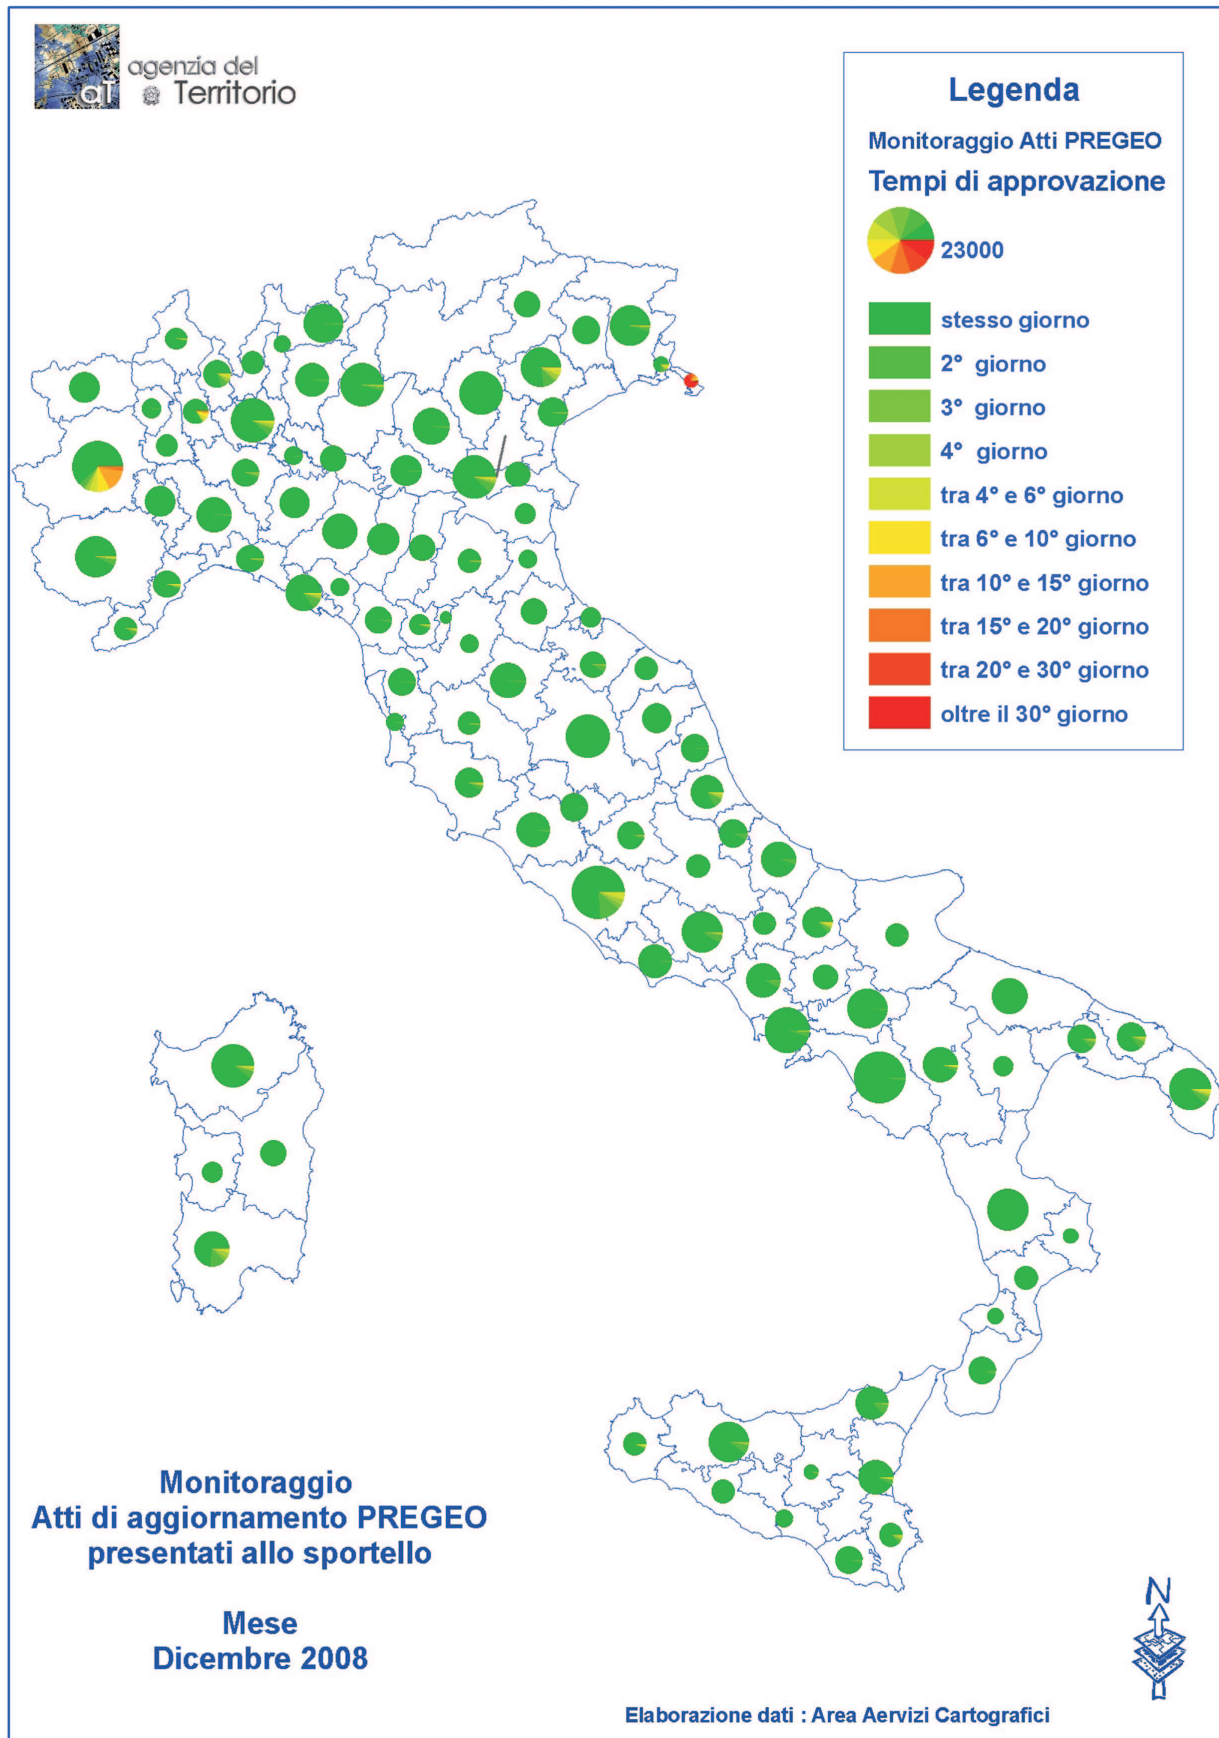 aT
agenzia del
Territorio
Legenda
Monitoraggio Atti PREGEO
Tempi di approvazione
23000
stesso giorno
2° giorno
3° giorno
4° giorno
tra 4° e 6° giorno
tra 6° e 10° giorno
tra 10° e 15° giorno
tra 15° e 20° giorno
tra 20° e 30° giorno
oltre il 30° giorno
Monitoraggio
Atti di aggiornamento PREGEO
presentati allo sportello
Mese
Dicembre 2008
N
Elaborazione dati : Area Aervizi Cartografici